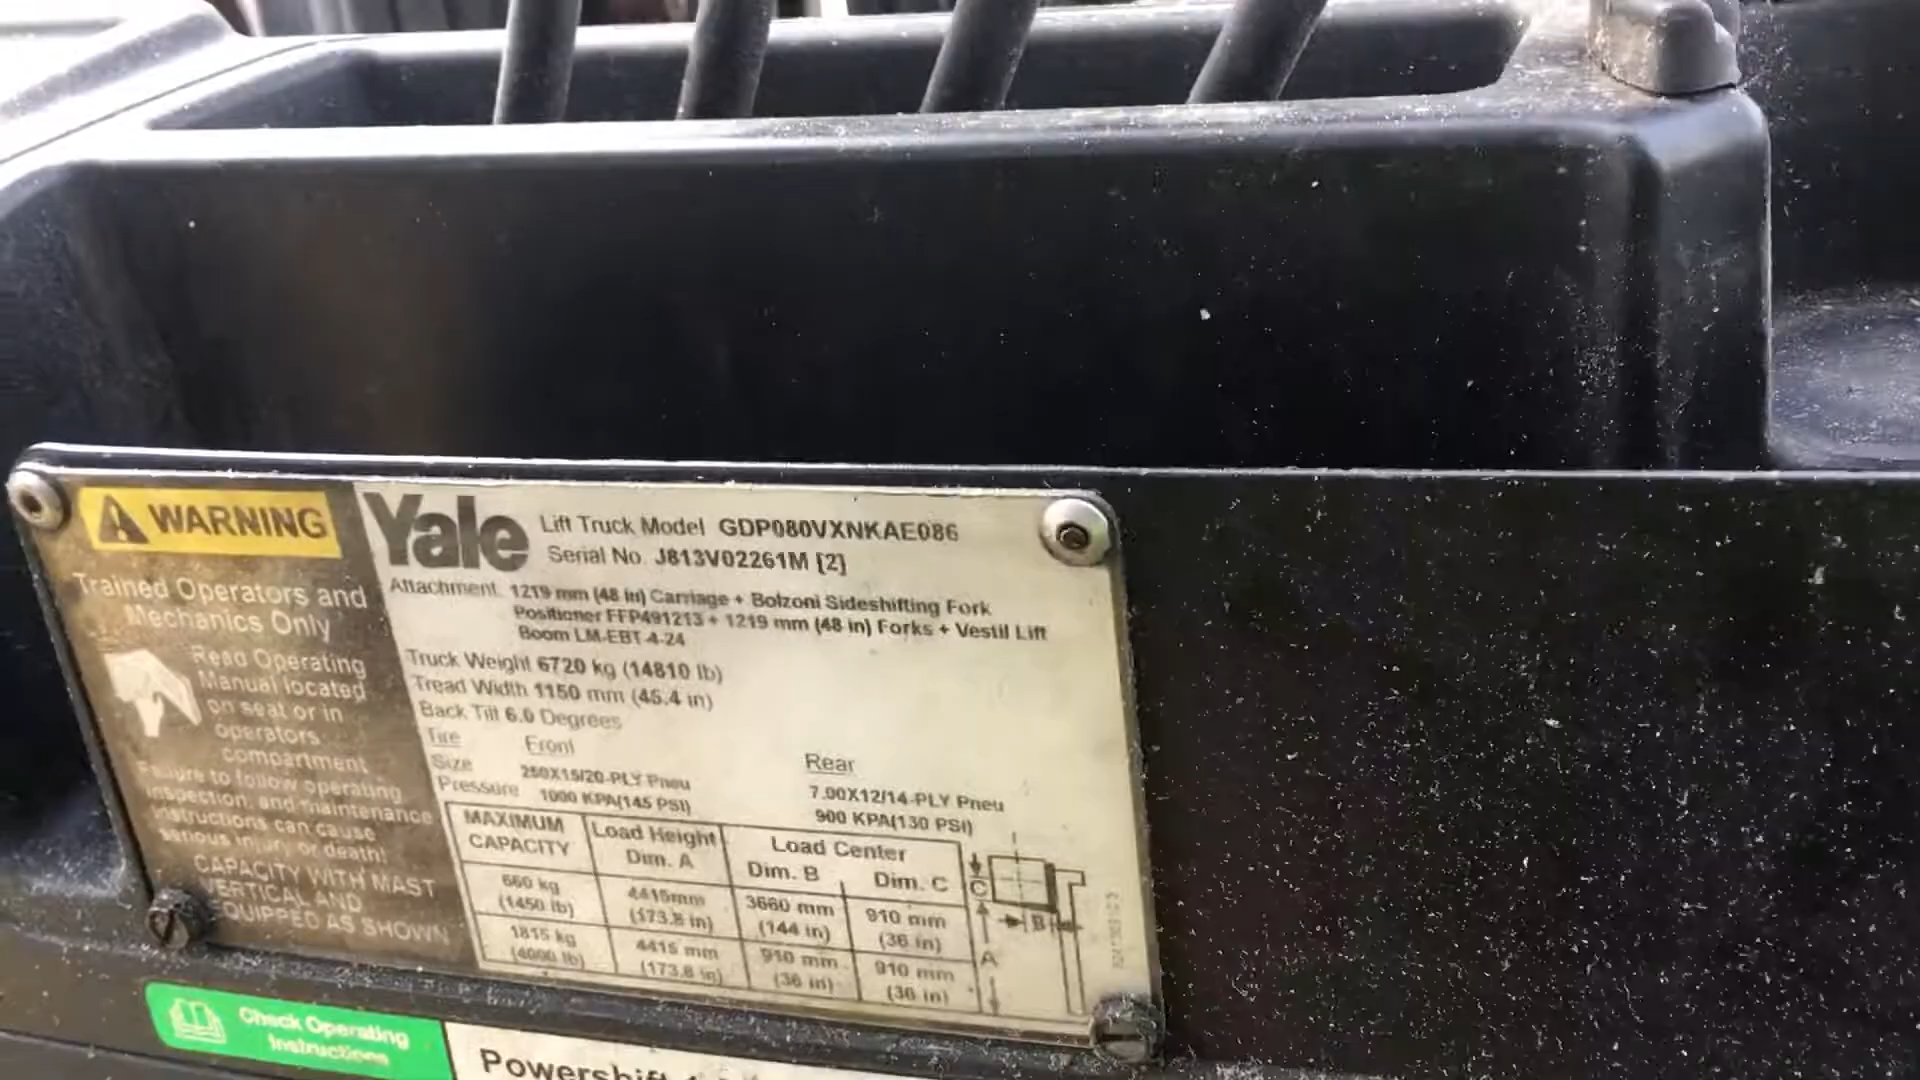 WARNING
Trained Operators and
Mechanics Only
Read Operating
Manual located
on seat or in
operators
compartment
Failure to follow operating
inspection, and maintenance
instructions can cause
serious injury or death!
CAPACITY WITH MAST
VERTICAL AND
EQUIPPED AS SHOWN
Yale
Lift Truck Model GDP080VXNKAE086
Serial No. J813V02261M [2]
Attachment 1219 mm (48 in) Carriage + Bolzoni Sideshifting Fork
Positioner FFP491213 + 1219 mm (48 in) Forks + Vestil Lift
Boom LM-EBT-4-24
Truck Weight 6720 kg (14810 lb)
Tread Width 1150 mm (45.4 in)
Back Tilt 6.0 Degrees
Tire Front Rear
Size 250X15/20-PLY Pneu 7.00X12/14-PLY Pneu
Pressure 1000 KPA(145 PSI) 900 KPA(130 PSI)
MAXIMUM CAPACITY Load Height Dim. A Load Center Dim. B Dim. C
660 kg 4415mm 3660 mm 910 mm
(1450 lb) (173.8 in) (144 in) (36 in)
1815 kg 4415 mm 910 mm 910 mm
(4000 lb) (173.8 in) (36 in) (36 in)
C
B
A
Check Operating
Instructions
Powershift